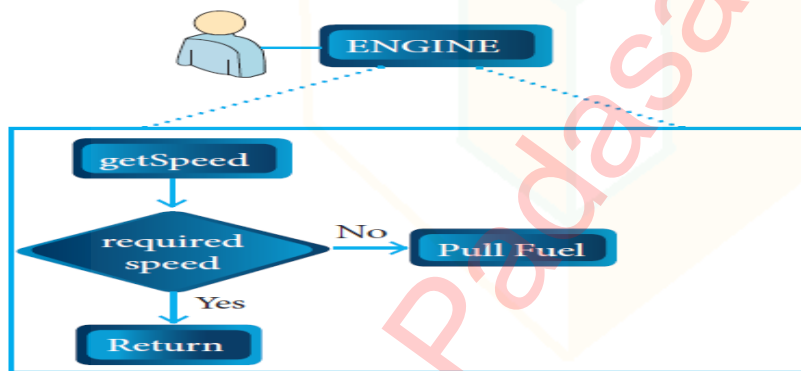 ENGINE
getSpeed
required
speed
No
Pull Fuel
Yes
Return
Padasa